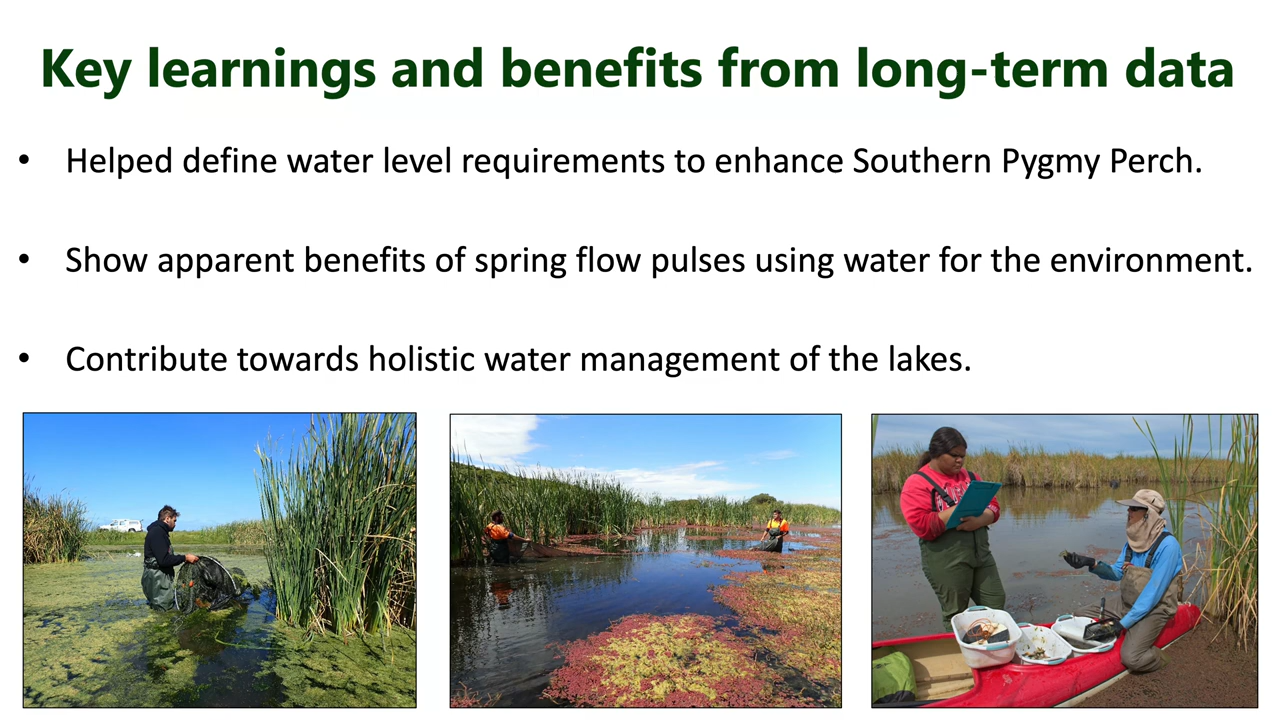 Key learnings and benefits from long-term data
• Helped define water level requirements to enhance Southern Pygmy Perch.
• Show apparent benefits of spring flow pulses using water for the environment.
• Contribute towards holistic water management of the lakes.